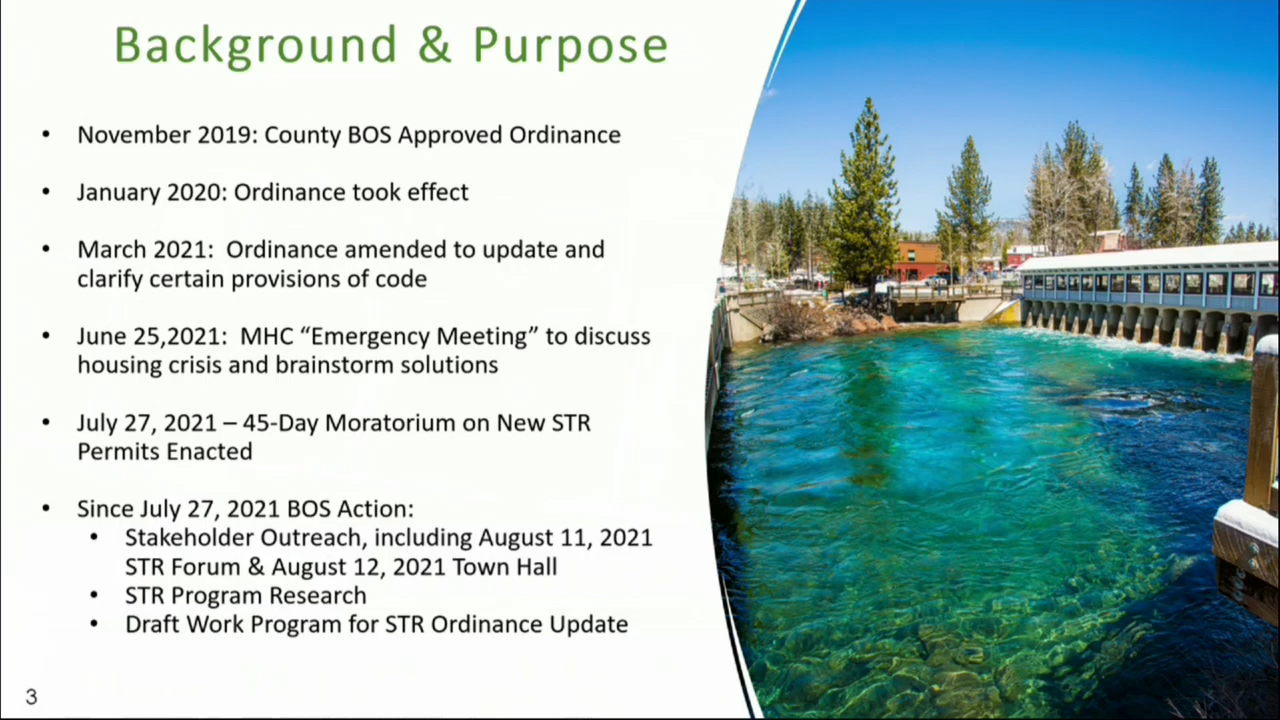 Background & Purpose
• November 2019: County BOS Approved Ordinance
• January 2020: Ordinance took effect
• March 2021:  Ordinance amended to update and
clarify certain provisions of code
• June 25,2021:  MHC “Emergency Meeting” to discuss
housing crisis and brainstorm solutions
• July 27, 2021 – 45-Day Moratorium on New STR
Permits Enacted
• Since July 27, 2021 BOS Action:
• Stakeholder Outreach, including August 11, 2021
STR Forum & August 12, 2021 Town Hall
• STR Program Research
• Draft Work Program for STR Ordinance Update
3